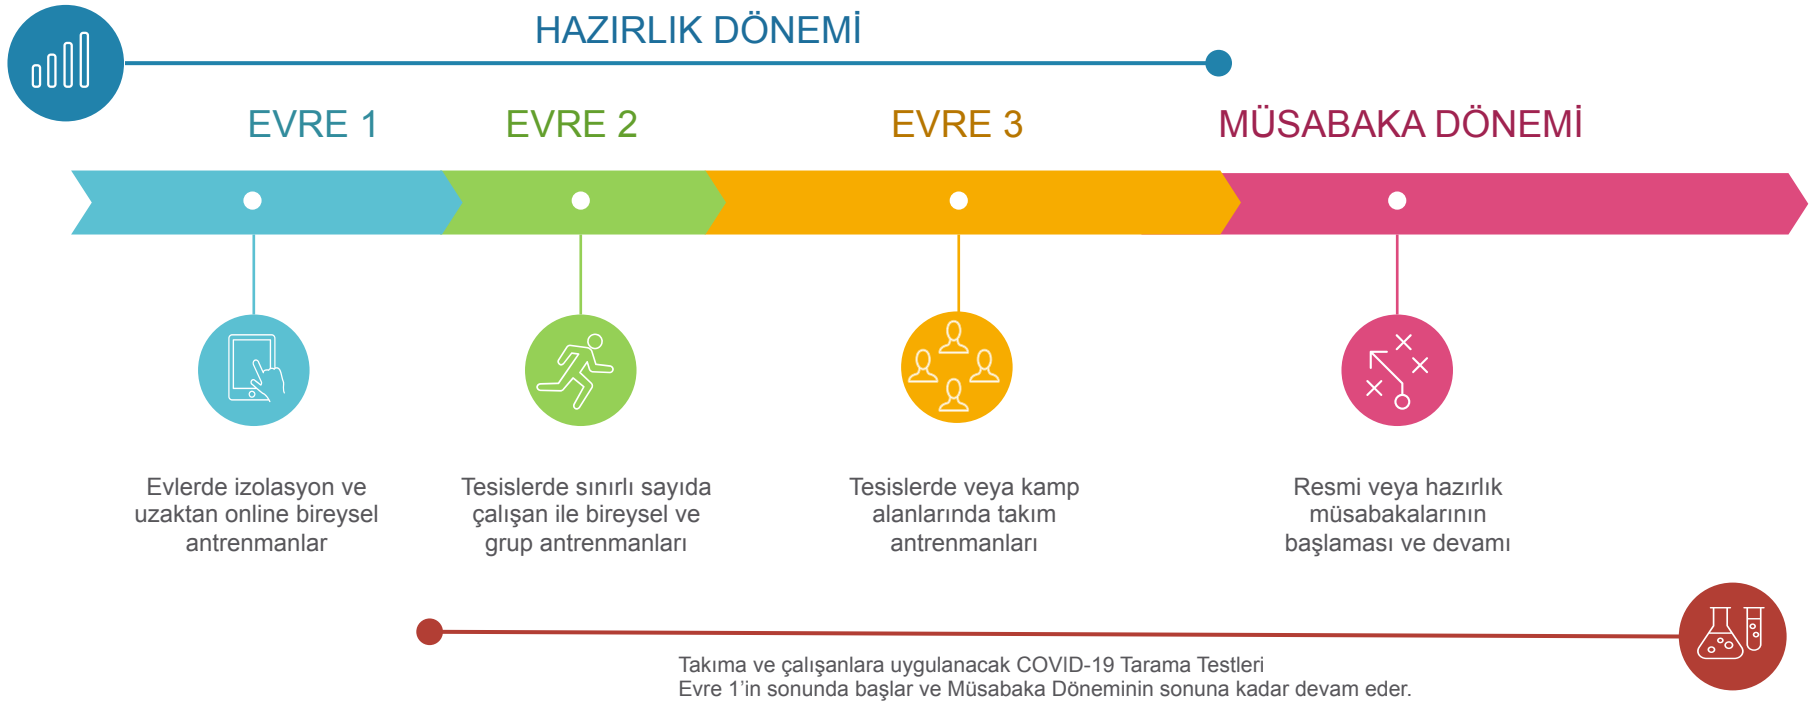 HAZIRLIK DÖNEMİ
EVRE 1
EVRE 2
EVRE 3
MÜSABAKA DÖNEMİ
Evlerde izolasyon ve
uzaktan online bireysel
antrenmanlar
Tesislerde sınırlı sayıda
çalışan ile bireysel ve
grup antrenmanları
Tesislerde veya kamp
alanlarında takım
antrenmanları
Resmi veya hazırlık
müsabakalarının
başlaması ve devamı
Takıma ve çalışanlara uygulanacak COVID-19 Tarama Testleri
Evre 1’in sonunda başlar ve Müsabaka Döneminin sonuna kadar devam eder.